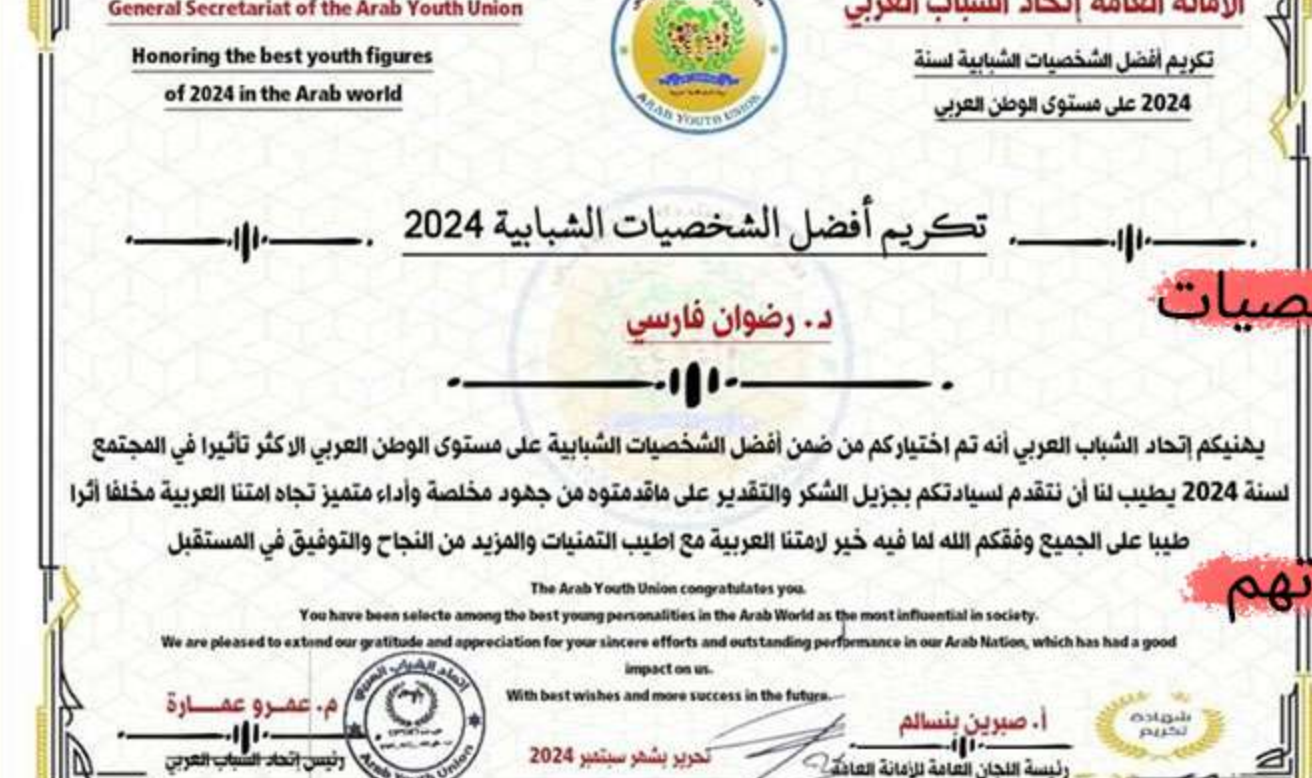 General Secretariat of the Arab Youth Union
Honoring the best youth figures
of 2024 in the Arab world
ARAB YOUTH UNION
الأمانة العامة إتحاد الشباب العربي
تكريم أفضل الشخصيات الشبابية لسنة
2024 على مستوى الوطن العربي
تكريم أفضل الشخصيات الشبابية 2024
صيات
د. رضوان فارسي
يهنيكم إتحاد الشباب العربي أنه تم اختياركم من ضمن أفضل الشخصيات الشبابية على مستوى الوطن العربي الاكثر تأثيرا في المجتمع
لسنة 2024 يطيب لنا أن نتقدم لسيادتكم بجزيل الشكر والتقدير على ماقدمتوه من جهود مخلصة وأداء متميز تجاه امتنا العربية مخلفا أثرا
طيبا على الجميع وفقكم الله لما فيه خير لامتنا العربية مع اطيب التمنيات والمزيد من النجاح والتوفيق في المستقبل
تهم
The Arab Youth Union congratulates you.
You have been selecte among the best young personalities in the Arab World as the most influential in society.
We are pleased to extend our gratitude and appreciation for your sincere efforts and outstanding performance in our Arab Nation, which has had a good
impact on us.
With best wishes and more success in the future.
م. عمرو عمارة
رئيس إتحاد الشباب العربي
إتحاد الشباب العربي
Arab Youth Union
تحرير بشهر سبتمبر 2024
أ. صبرين بنسالم
رئيسة اللجان العامة للأمانة العامة
شهادة
تكريم